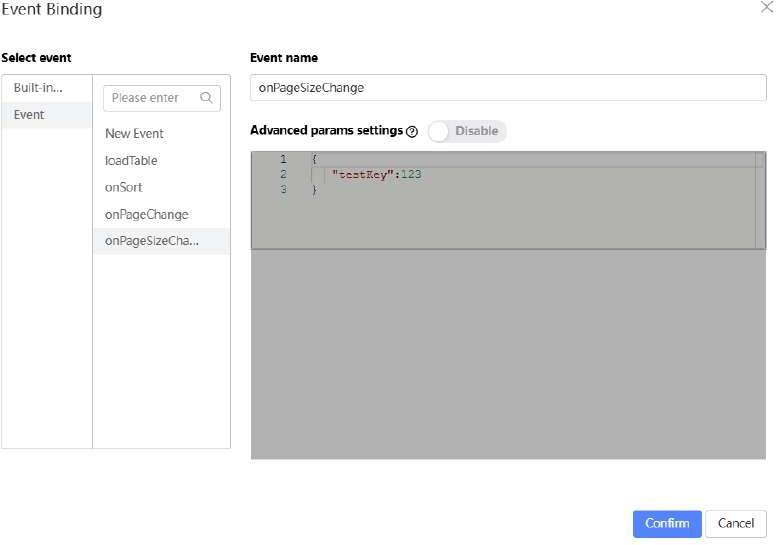 Event Binding
Select event
Built-in...
Event
Please enter
New Event
loadTable
onSort
onPageChange
onPageSizeCha...
Event name
onPageSizeChange
Advanced params settings ?
Disable
1 {
2 "testKey":123
3 }
Confirm
Cancel